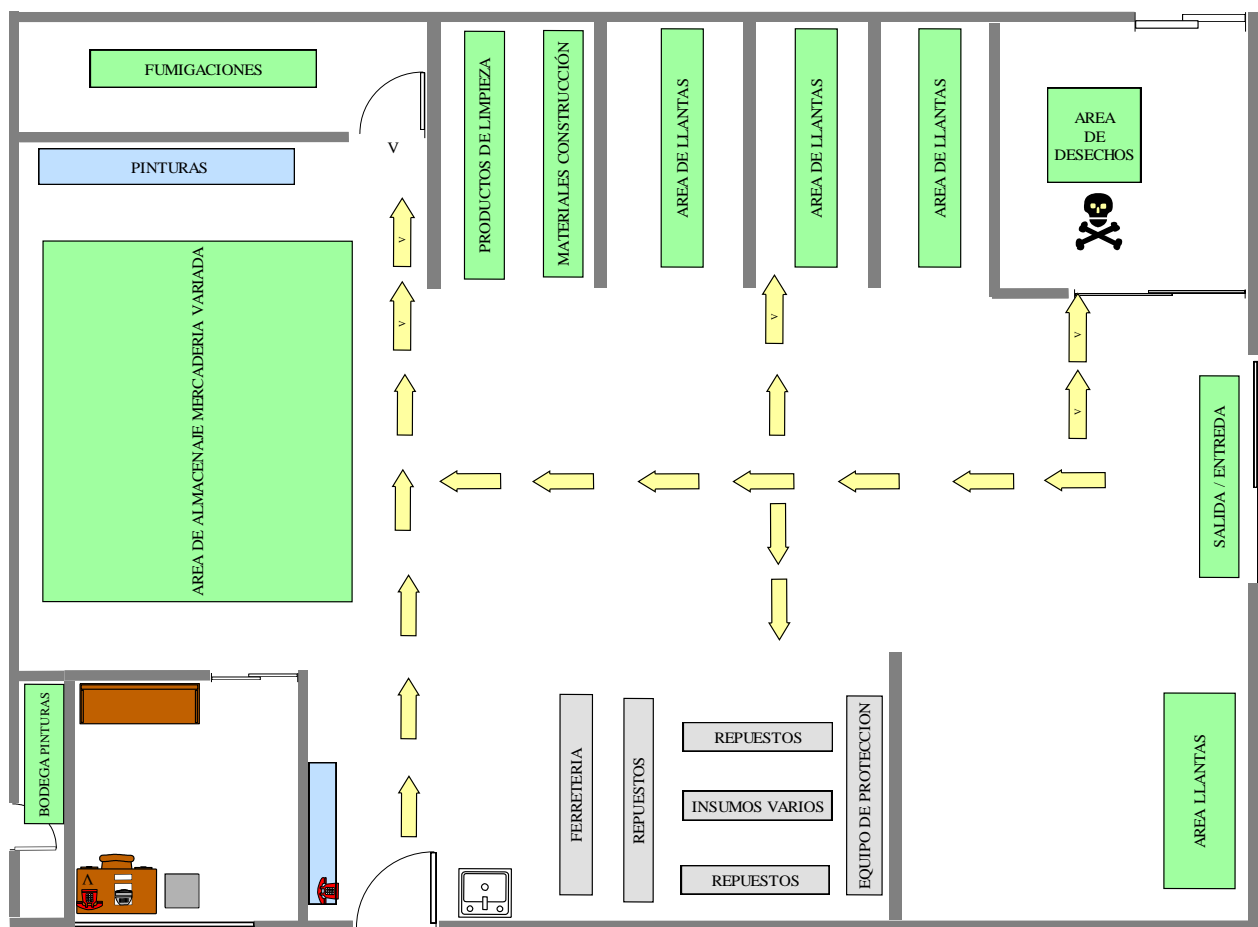 FUMIGACIONES
PINTURAS
V
PRODUCTOS DE LIMPIEZA
MATERIALES CONSTRUCCIÓN
AREA DE LLANTAS
AREA DE LLANTAS
AREA DE LLANTAS
AREA
DE
DESECHOS
V
V
V
V
V
AREA DE ALMACENAJE MERCADERIA VARIADA
SALIDA / ENTREDA
BODEGA PINTURAS
FERRETERIA
REPUESTOS
REPUESTOS
INSUMOS VARIOS
REPUESTOS
EQUIPO DE PROTECCION
AREA LLANTAS
V